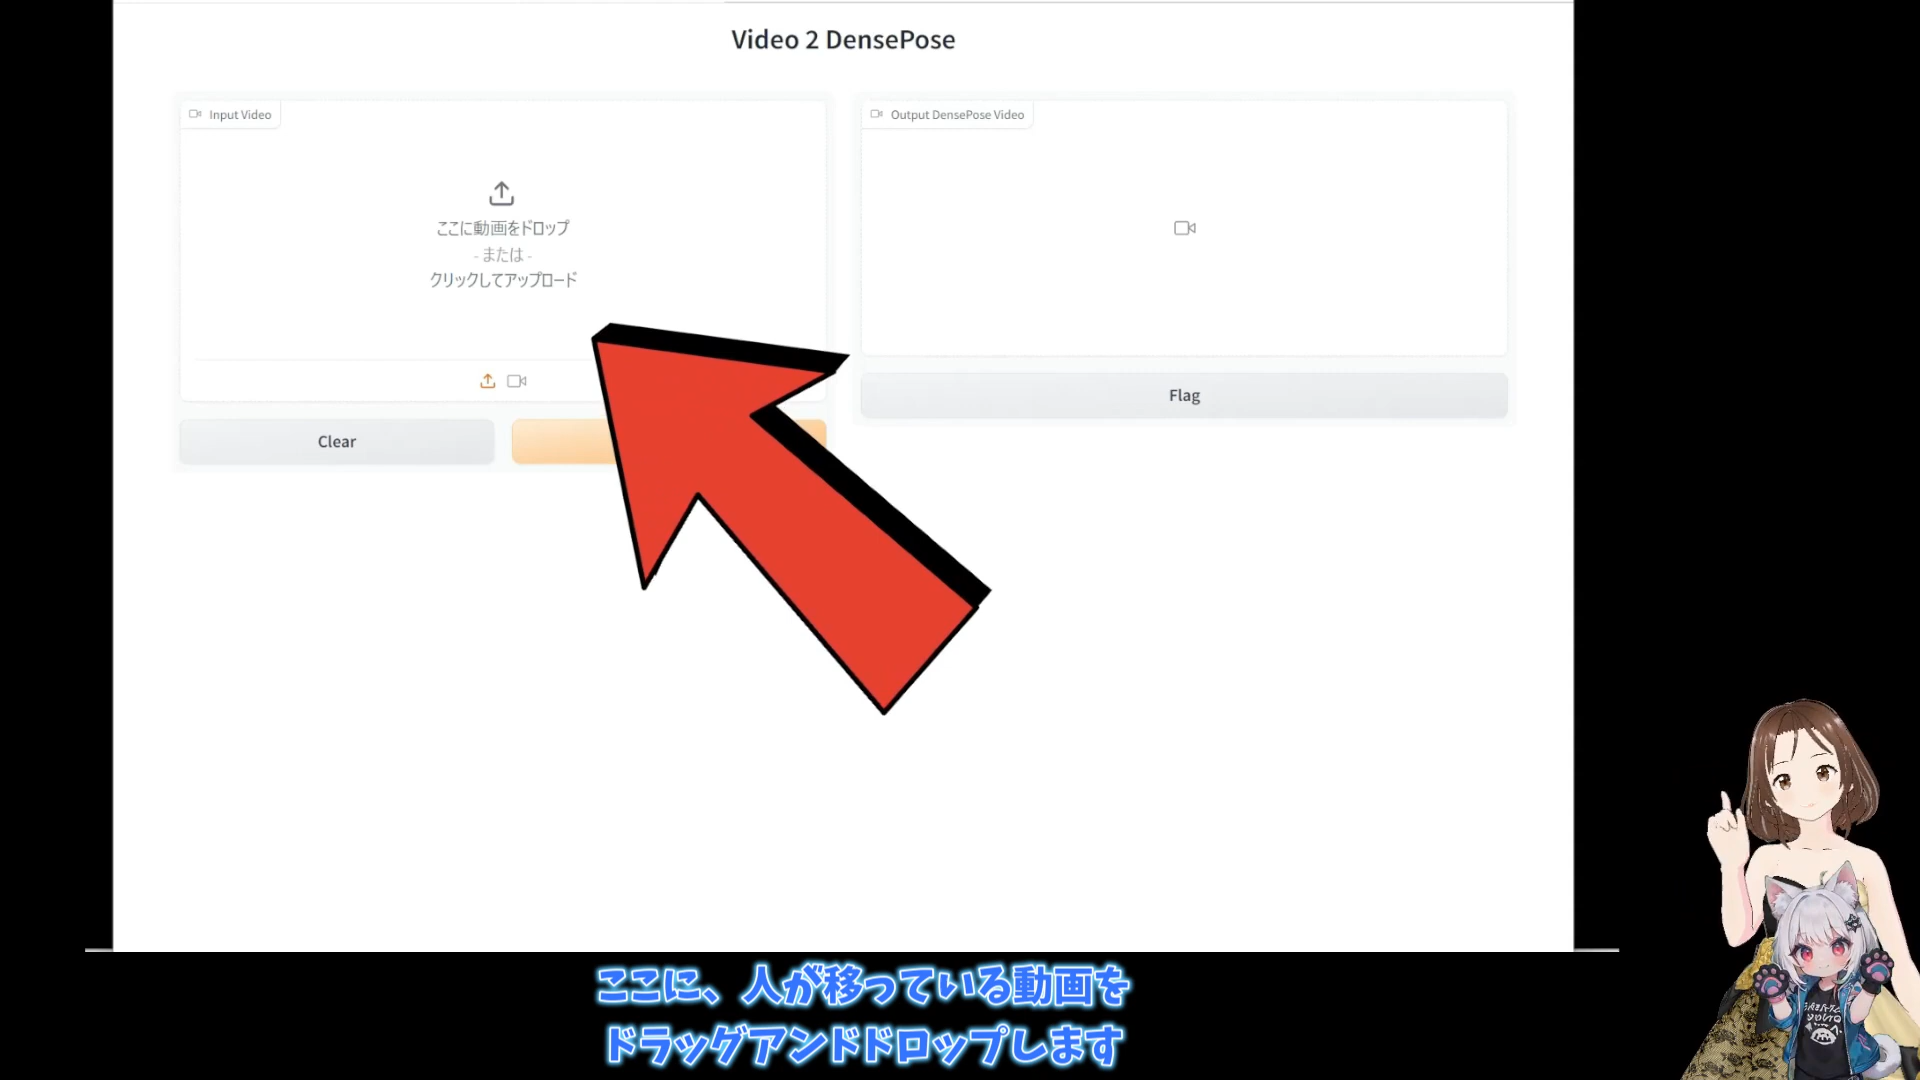 Video 2 DensePose
Input Video
ここに動画をドロップ
- または -
クリックしてアップロード
Clear
Output DensePose Video
Flag
ここに、人が移っている動画を
ドラッグアンドドロップします